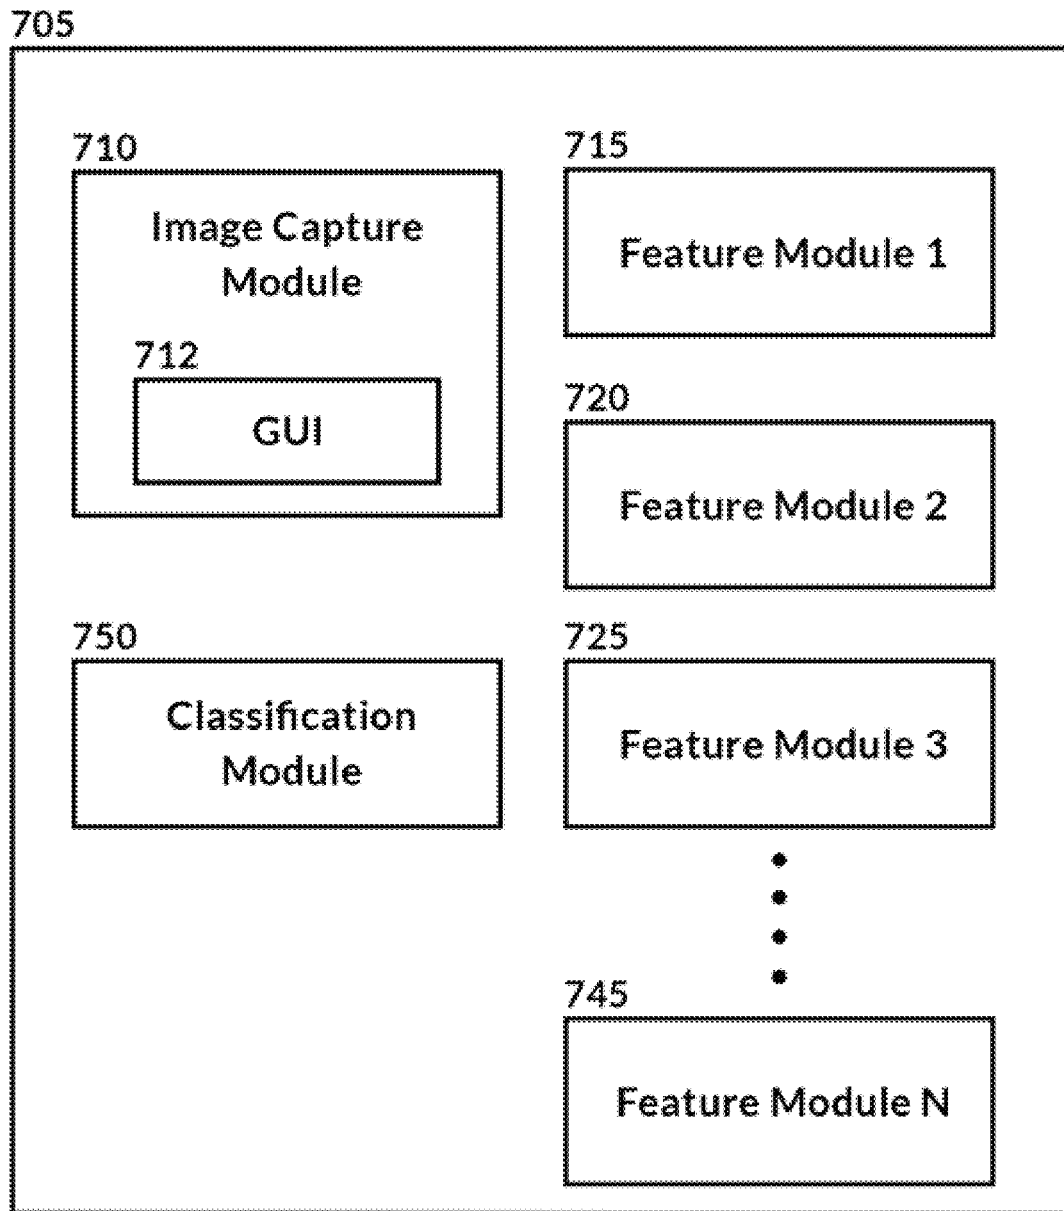 705
710
Image Capture
Module
712
GUI
715
Feature Module 1
720
Feature Module 2
750
Classification
Module
725
Feature Module 3
745
Feature Module N